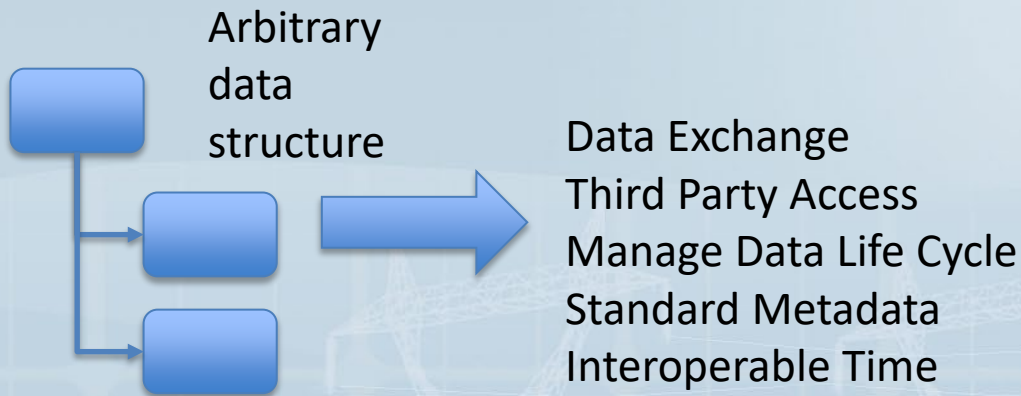 Arbitrary
data
structure
Data Exchange
Third Party Access
Manage Data Life Cycle
Standard Metadata
Interoperable Time